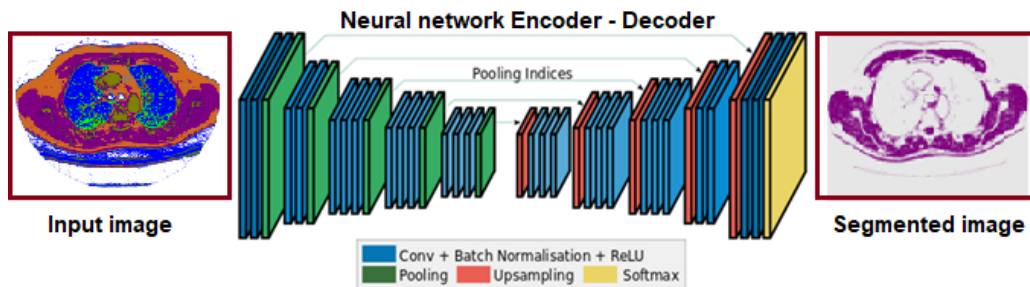 Neural network Encoder - Decoder
Pooling Indices
Input image
Segmented image
Conv + Batch Normalisation + ReLU
Pooling Upsampling Softmax